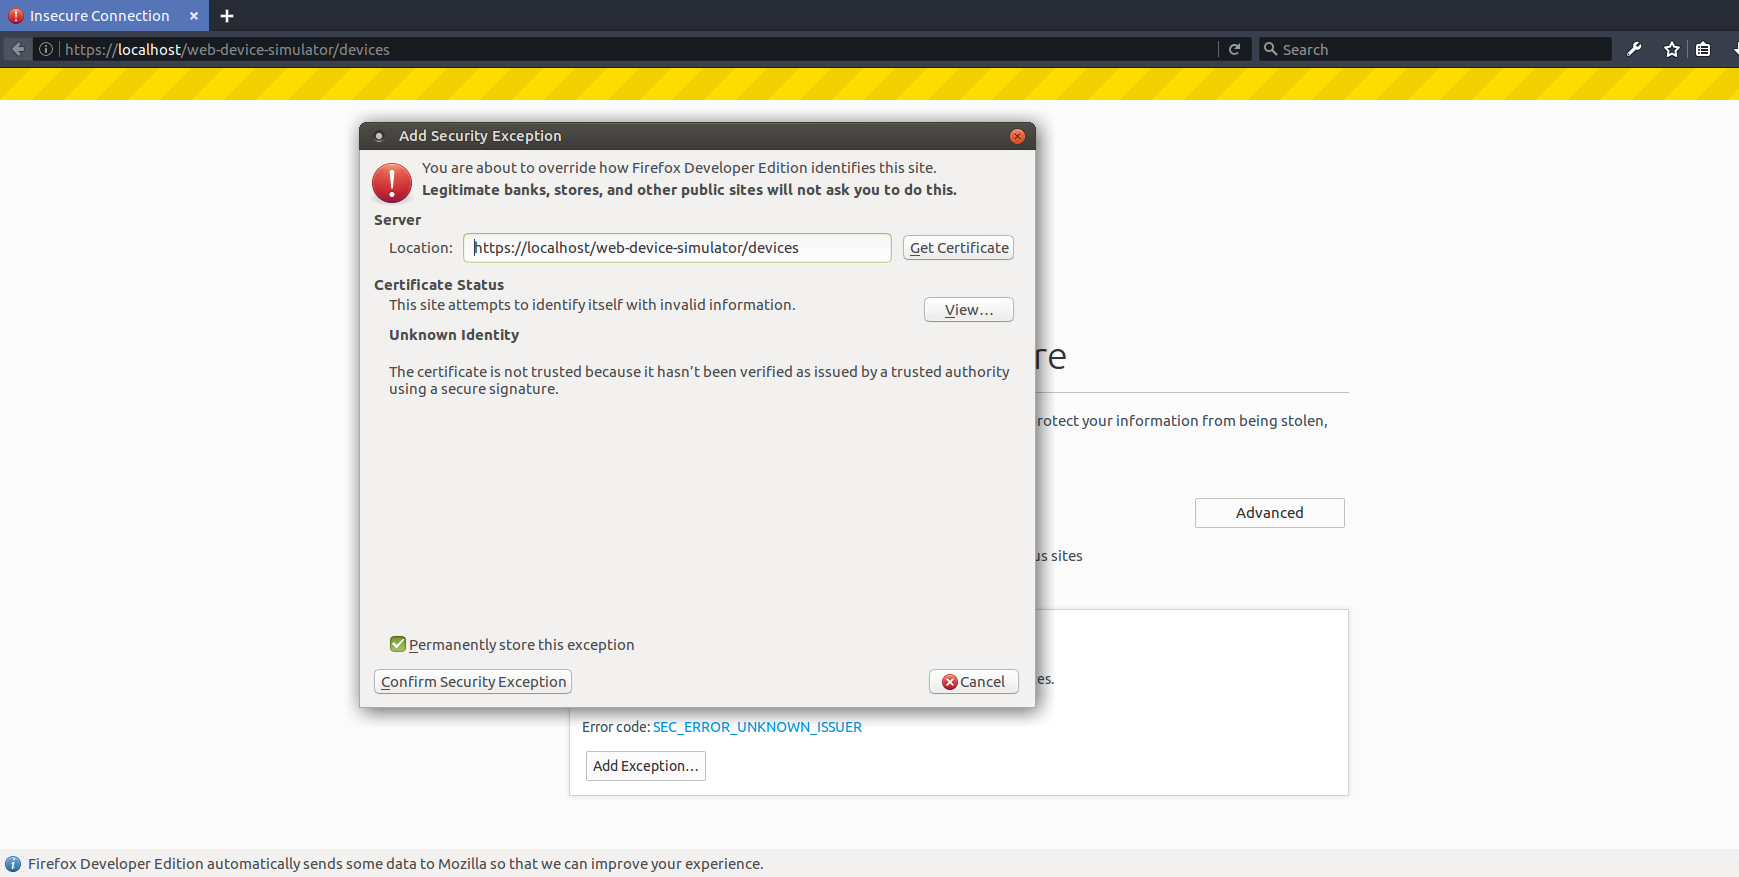 Insecure Connection
https://localhost/web-device-simulator/devices
Search
Add Security Exception
You are about to override how Firefox Developer Edition identifies this site.
Legitimate banks, stores, and other public sites will not ask you to do this.
Server
Location: https://localhost/web-device-simulator/devices Get Certificate
Certificate Status
This site attempts to identify itself with invalid information.
View...
Unknown Identity
The certificate is not trusted because it hasn't been verified as issued by a trusted authority
using a secure signature.
Permanently store this exception
Confirm Security Exception Cancel
re
rotect your information from being stolen,
Advanced
us sites
es.
Error code: SEC_ERROR_UNKNOWN_ISSUER
Add Exception...
Firefox Developer Edition automatically sends some data to Mozilla so that we can improve your experience.